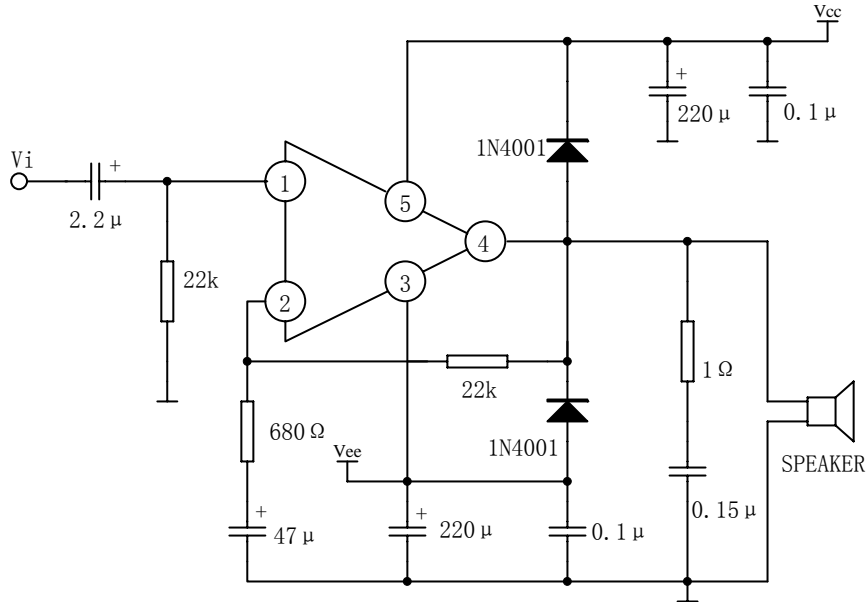 Vcc
+
220μ
0.1μ
1N4001
Vi
+
2.2μ
1
5
4
3
2
22k
22k
1Ω
680Ω
1N4001
Vee
SPEAKER
+
47μ
+
220μ
0.1μ
0.15μ